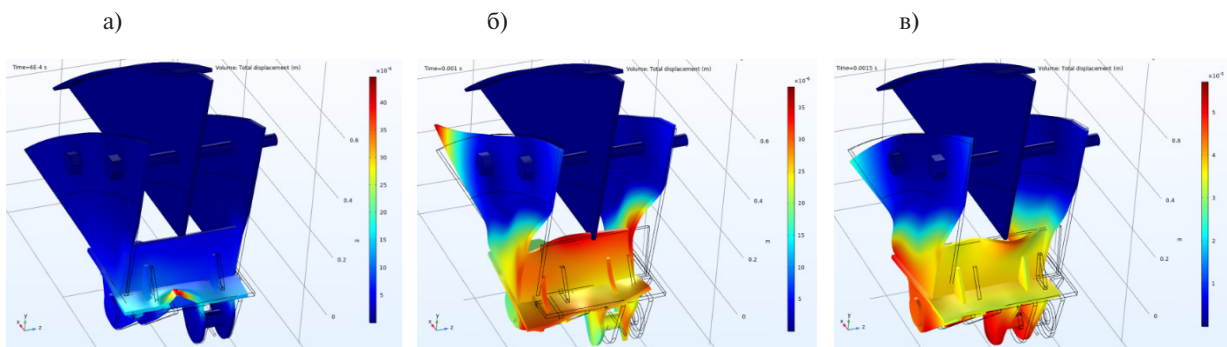 а)
б)
в)
Time=6E-4 s
Volume: Total displacement (m)
×10⁻⁶
40
35
30
25
20
15
10
5
0.6
0.4
m
0.2
0
y
x
z
Time=0.001 s
Volume: Total displacement (m)
×10⁻⁶
35
30
25
20
15
10
5
0.6
0.4
m
0.2
0
y
x
z
Time=0.0015 s
Volume: Total displacement (m)
5
4
3
2
1
0.6
0.4
m
0.2
0
y
x
z